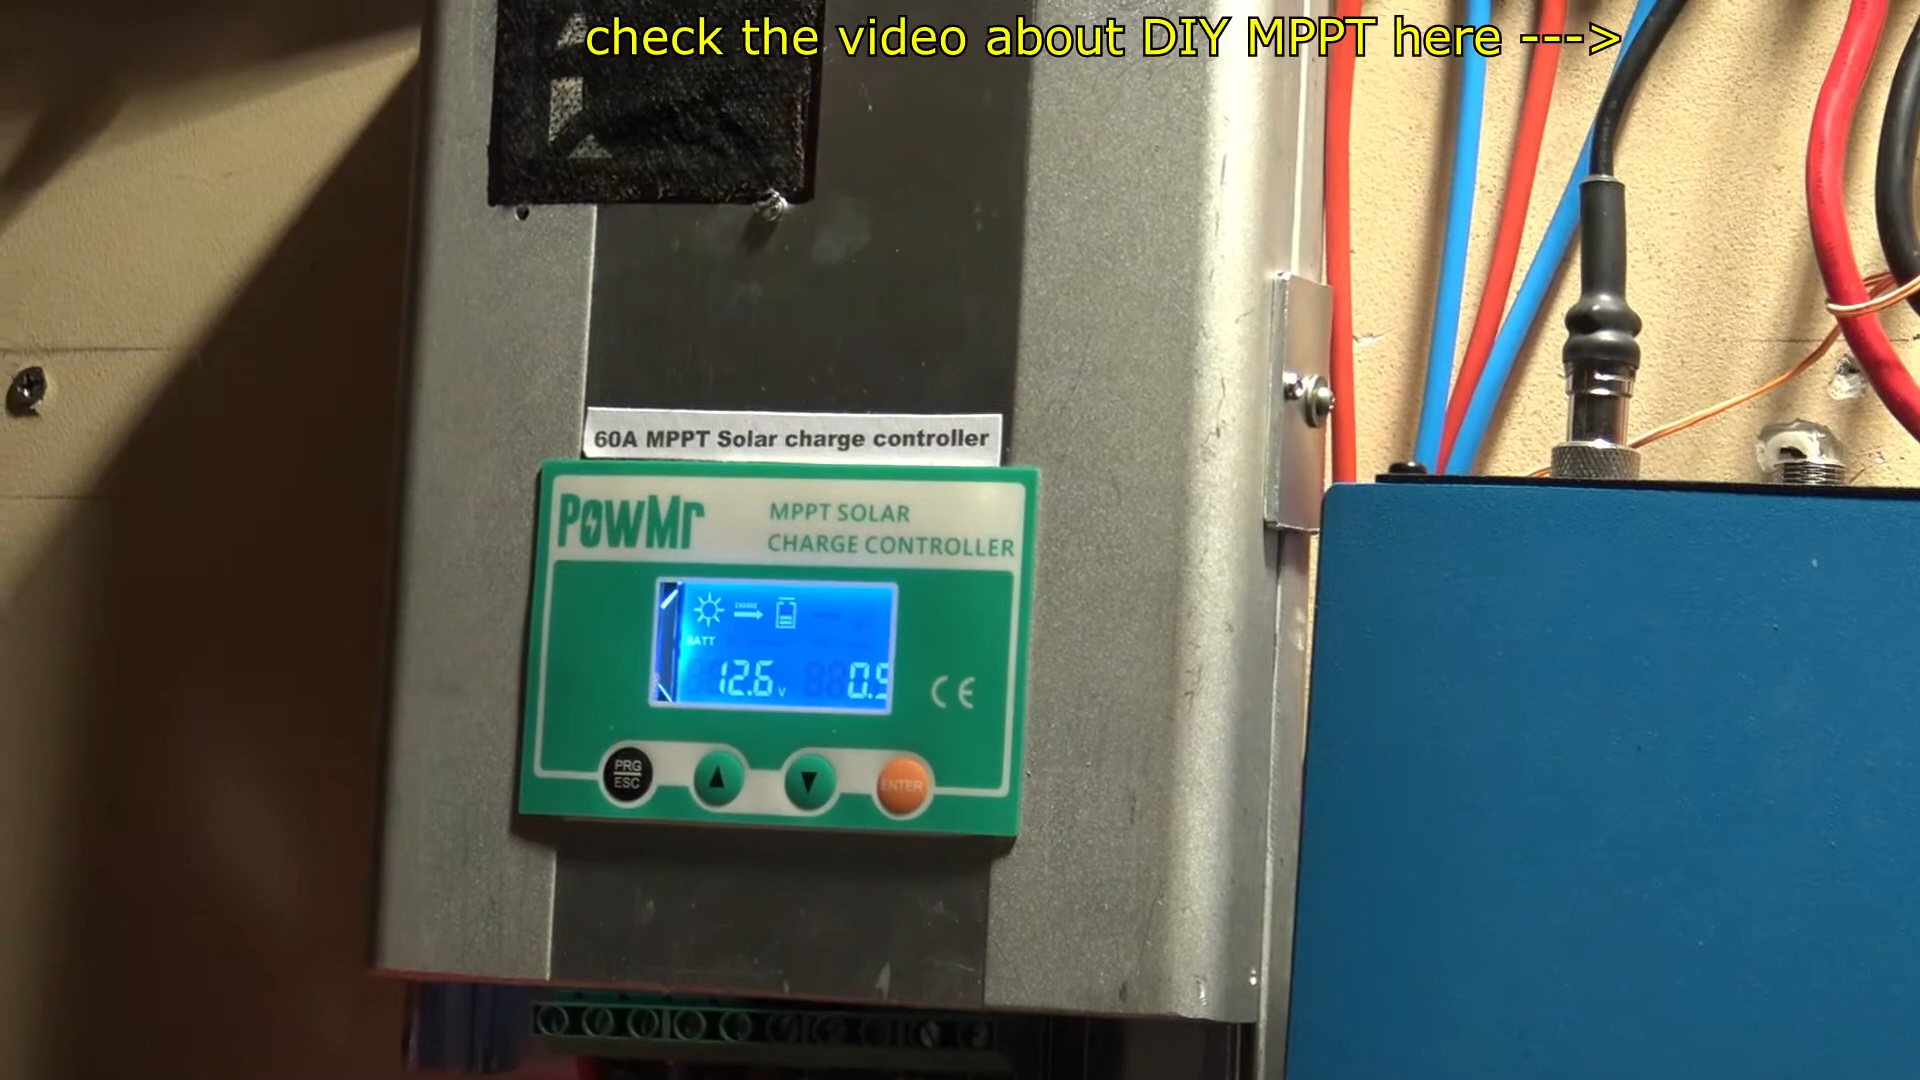 check the video about DIY MPPT here --->
60A MPPT Solar charge controller
PowMr
MPPT SOLAR
CHARGE CONTROLLER
CHARGE
BATT
12.6 V
CE
PRG
ESC
ENTER